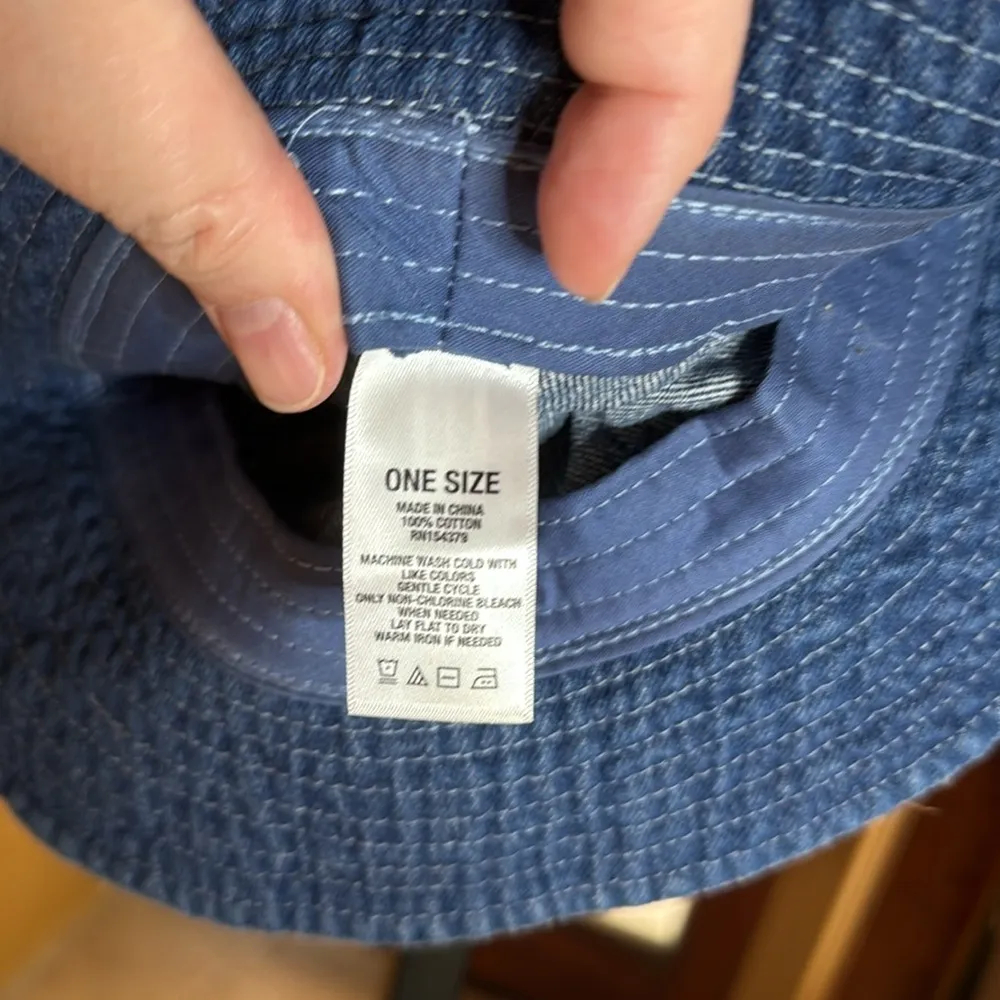 ONE SIZE
MADE IN CHINA
100% COTTON
RN154379
MACHINE WASH COLD WITH
LIKE COLORS
GENTLE CYCLE
ONLY NON-CHLORINE BLEACH
WHEN NEEDED
LAY FLAT TO DRY
WARM IRON IF NEEDED